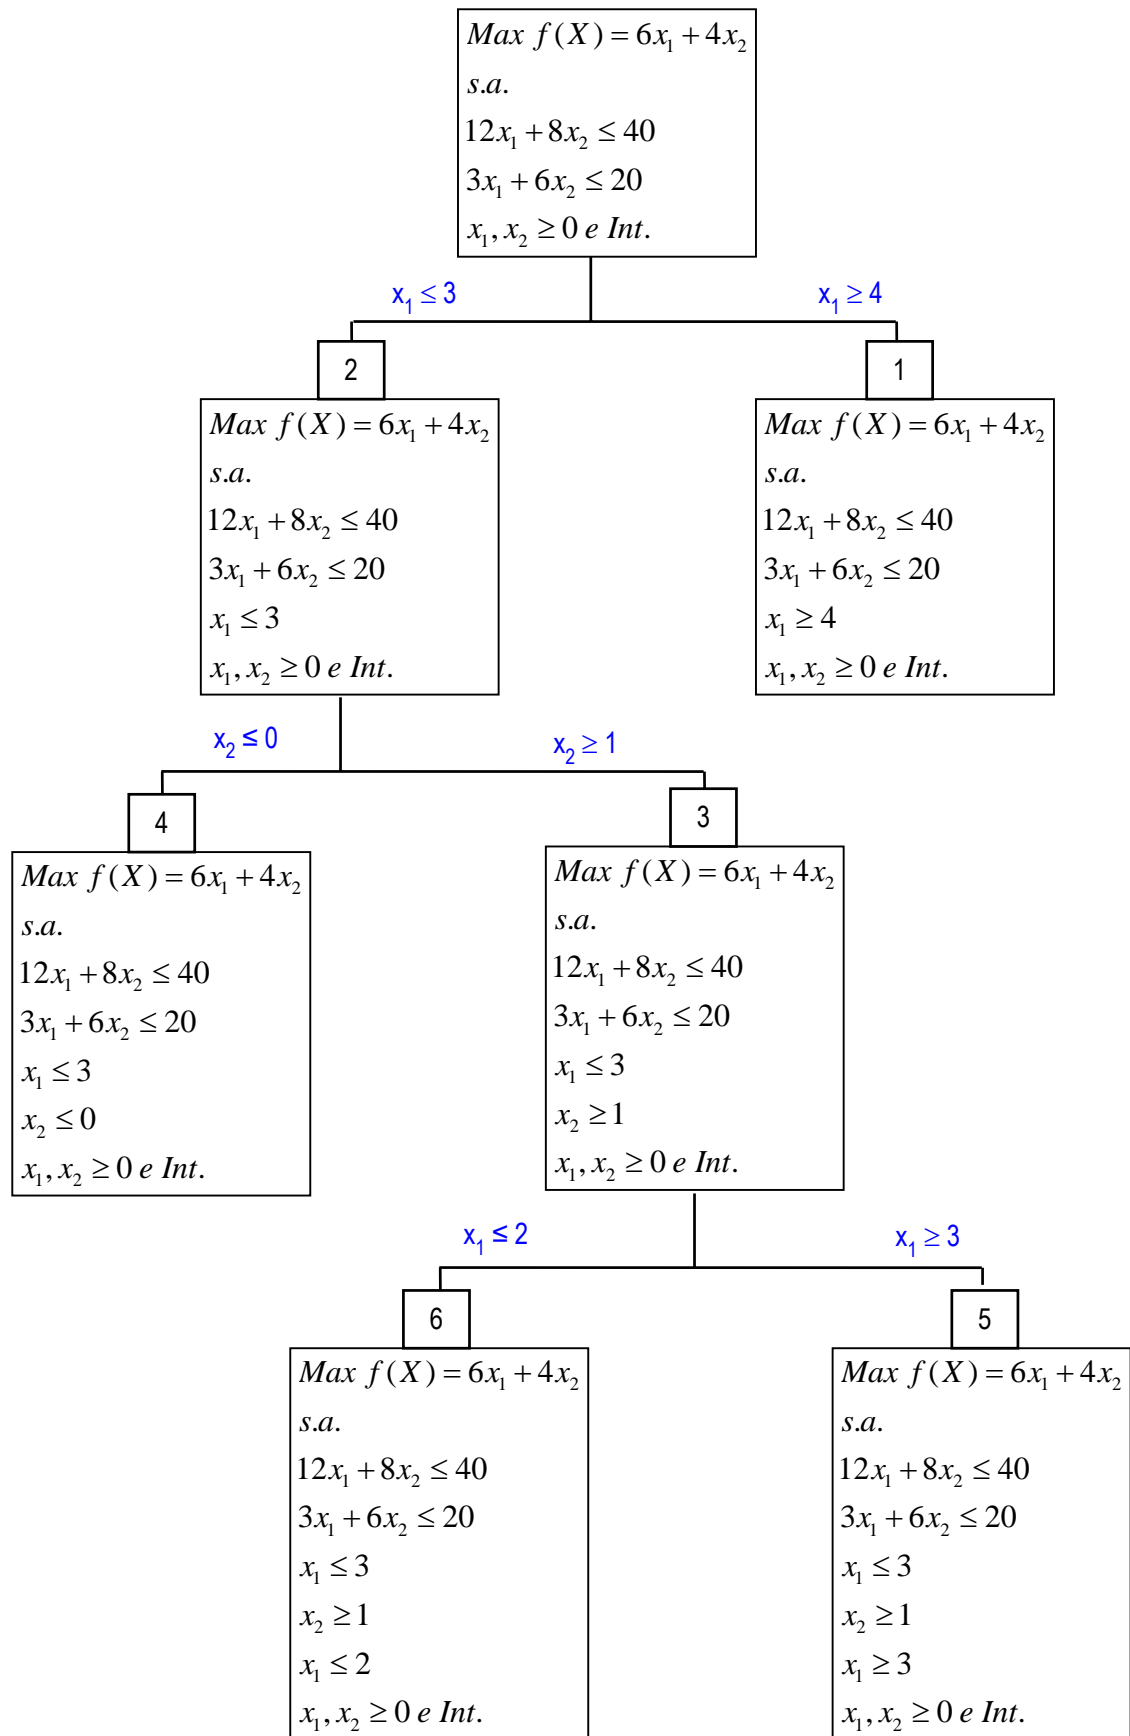 Max f(X) = 6x₁ + 4x₂
s.a.
12x₁ + 8x₂ ≤ 40
3x₁ + 6x₂ ≤ 20
x₁, x₂ ≥ 0 e Int.
x₁ ≤ 3
x₁ ≥ 4
2
Max f(X) = 6x₁ + 4x₂
s.a.
12x₁ + 8x₂ ≤ 40
3x₁ + 6x₂ ≤ 20
x₁ ≤ 3
x₁, x₂ ≥ 0 e Int.
1
Max f(X) = 6x₁ + 4x₂
s.a.
12x₁ + 8x₂ ≤ 40
3x₁ + 6x₂ ≤ 20
x₁ ≥ 4
x₁, x₂ ≥ 0 e Int.
x₂ ≤ 0
x₂ ≥ 1
4
Max f(X) = 6x₁ + 4x₂
s.a.
12x₁ + 8x₂ ≤ 40
3x₁ + 6x₂ ≤ 20
x₁ ≤ 3
x₂ ≤ 0
x₁, x₂ ≥ 0 e Int.
3
Max f(X) = 6x₁ + 4x₂
s.a.
12x₁ + 8x₂ ≤ 40
3x₁ + 6x₂ ≤ 20
x₁ ≤ 3
x₂ ≥ 1
x₁, x₂ ≥ 0 e Int.
x₁ ≤ 2
x₁ ≥ 3
6
Max f(X) = 6x₁ + 4x₂
s.a.
12x₁ + 8x₂ ≤ 40
3x₁ + 6x₂ ≤ 20
x₁ ≤ 3
x₂ ≥ 1
x₁ ≤ 2
x₁, x₂ ≥ 0 e Int.
5
Max f(X) = 6x₁ + 4x₂
s.a.
12x₁ + 8x₂ ≤ 40
3x₁ + 6x₂ ≤ 20
x₁ ≤ 3
x₂ ≥ 1
x₁ ≥ 3
x₁, x₂ ≥ 0 e Int.